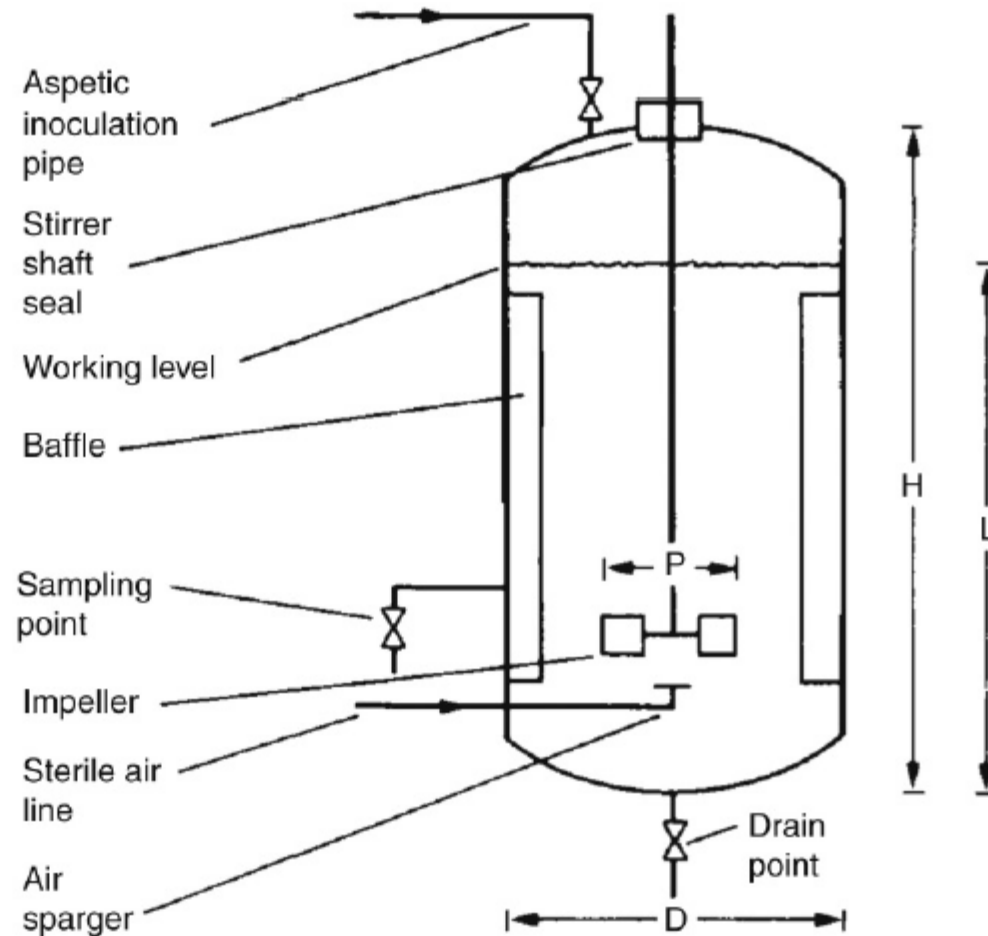 Aspetic
inoculation
pipe
Stirrer
shaft
seal
Working level
Baffle
H
L
P
Sampling
point
Impeller
Sterile air
line
Drain
point
Air
sparger
D